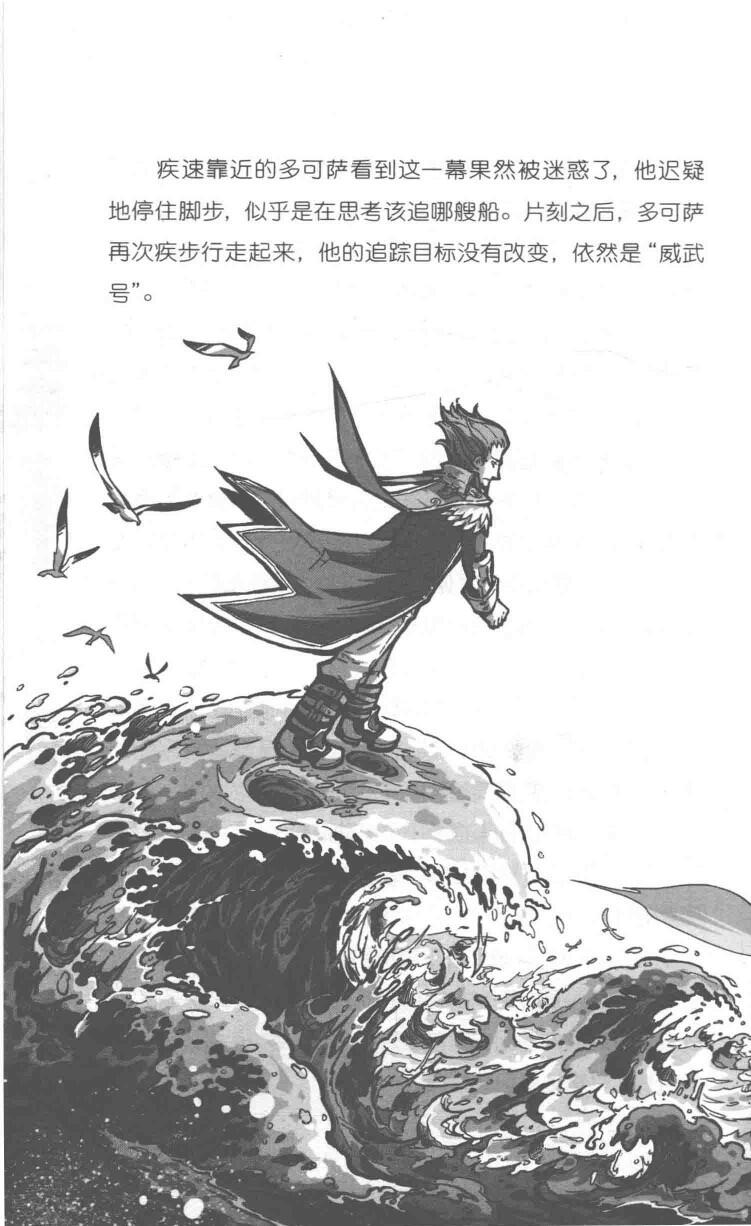 疾速靠近的多可萨看到这一幕果然被迷惑了，他迟疑
地停住脚步，似乎是在思考该追哪艘船。片刻之后，多可萨
再次疾步行走起来，他的追踪目标没有改变，依然是“威武
号”。